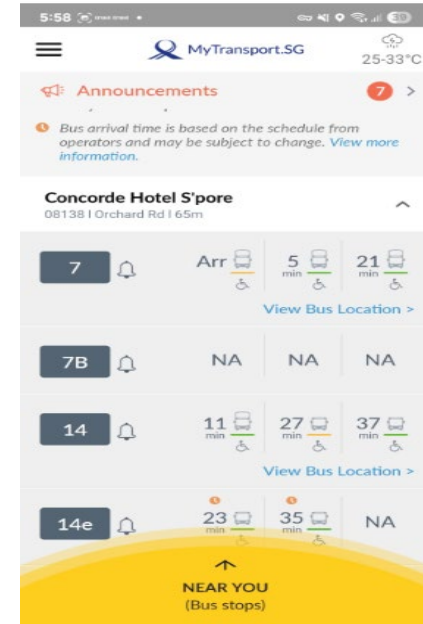 5:58
MyTransport.SG
25-33°C
Announcements
7
Bus arrival time is based on the schedule from
operators and may be subject to change. View more
information.
Concorde Hotel S'pore
08138 I Orchard Rd I 65m
7
Arr
5 min
21 min
View Bus Location >
7B
NA
NA
NA
14
11 min
27 min
37 min
View Bus Location >
14e
23 min
35 min
NA
NEAR YOU
(Bus stops)